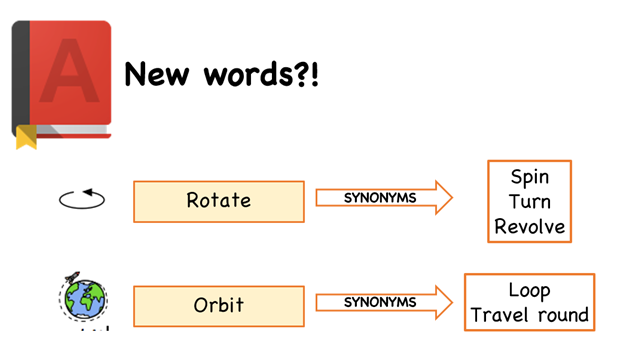 A
New words?!
Rotate
SYNONYMS
Spin
Turn
Revolve
Orbit
SYNONYMS
Loop
Travel round